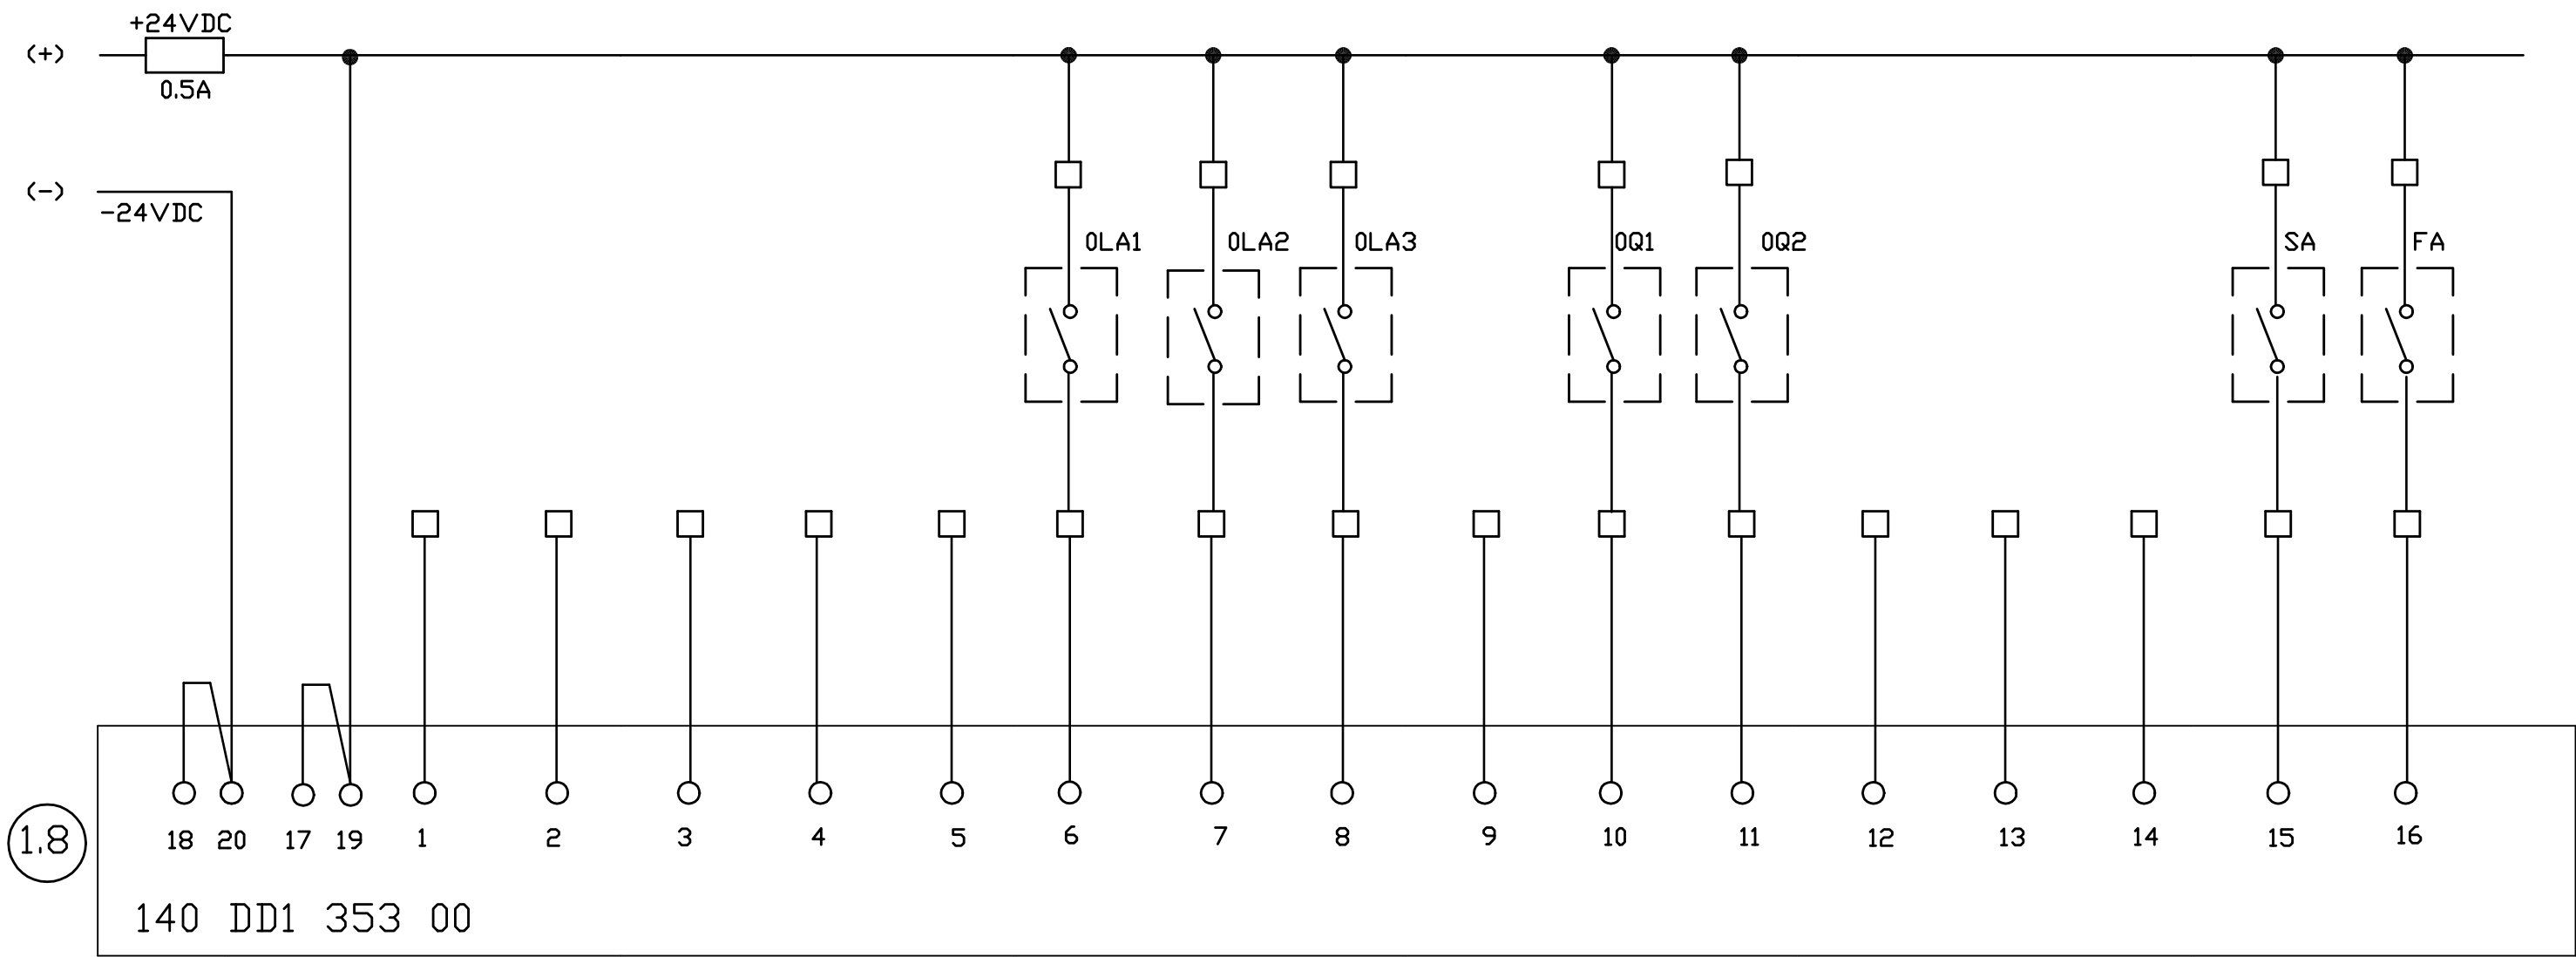 +24VDC
(+)
0.5A
(-)
-24VDC
OLA1 OLA2 OLA3 OQ1 OQ2 SA FA
18 20 17 19 1 2 3 4 5 6 7 8 9 10 11 12 13 14 15 16
1.8
140 DD1 353 00